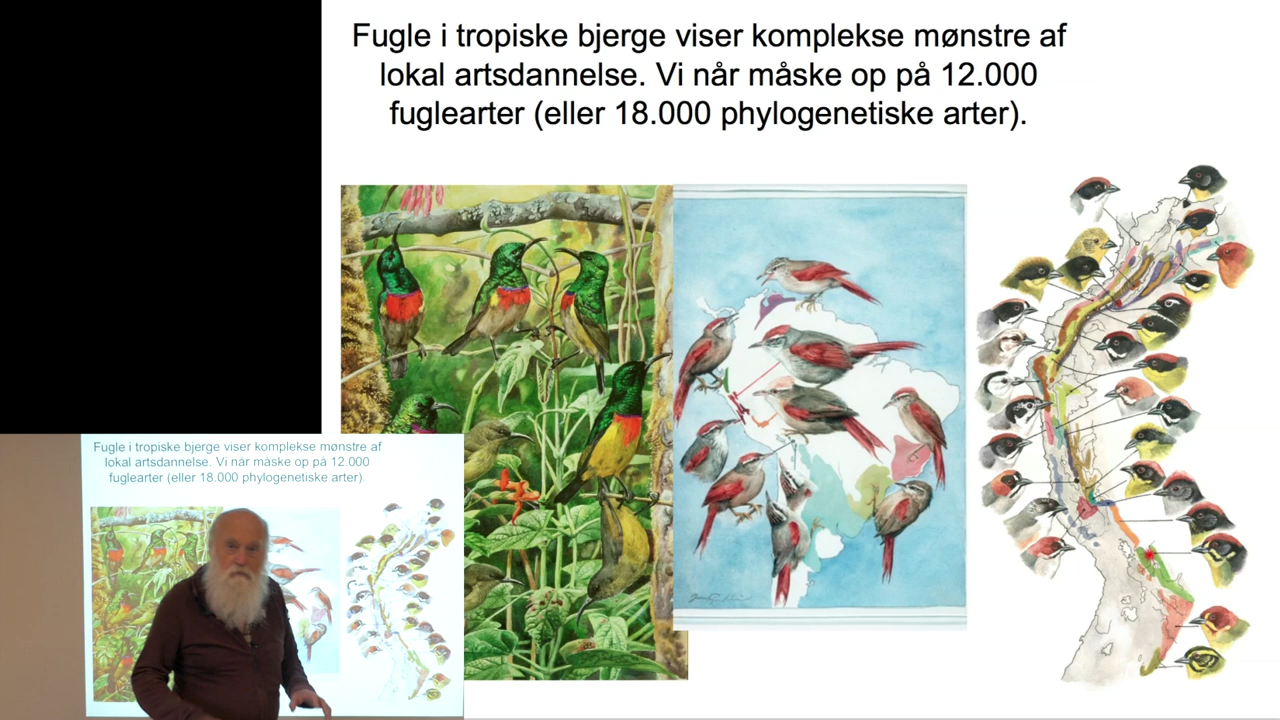 Fugle i tropiske bjerge viser komplekse mønstre af
lokal artsdannelse. Vi når måske op på 12.000
fuglearter (eller 18.000 phylogenetiske arter).
Fugle i tropiske bjerge viser komplekse mønstre af
lokal artsdannelse. Vi når måske op på 12.000
fuglearter (eller 18.000 phylogenetiske arter).